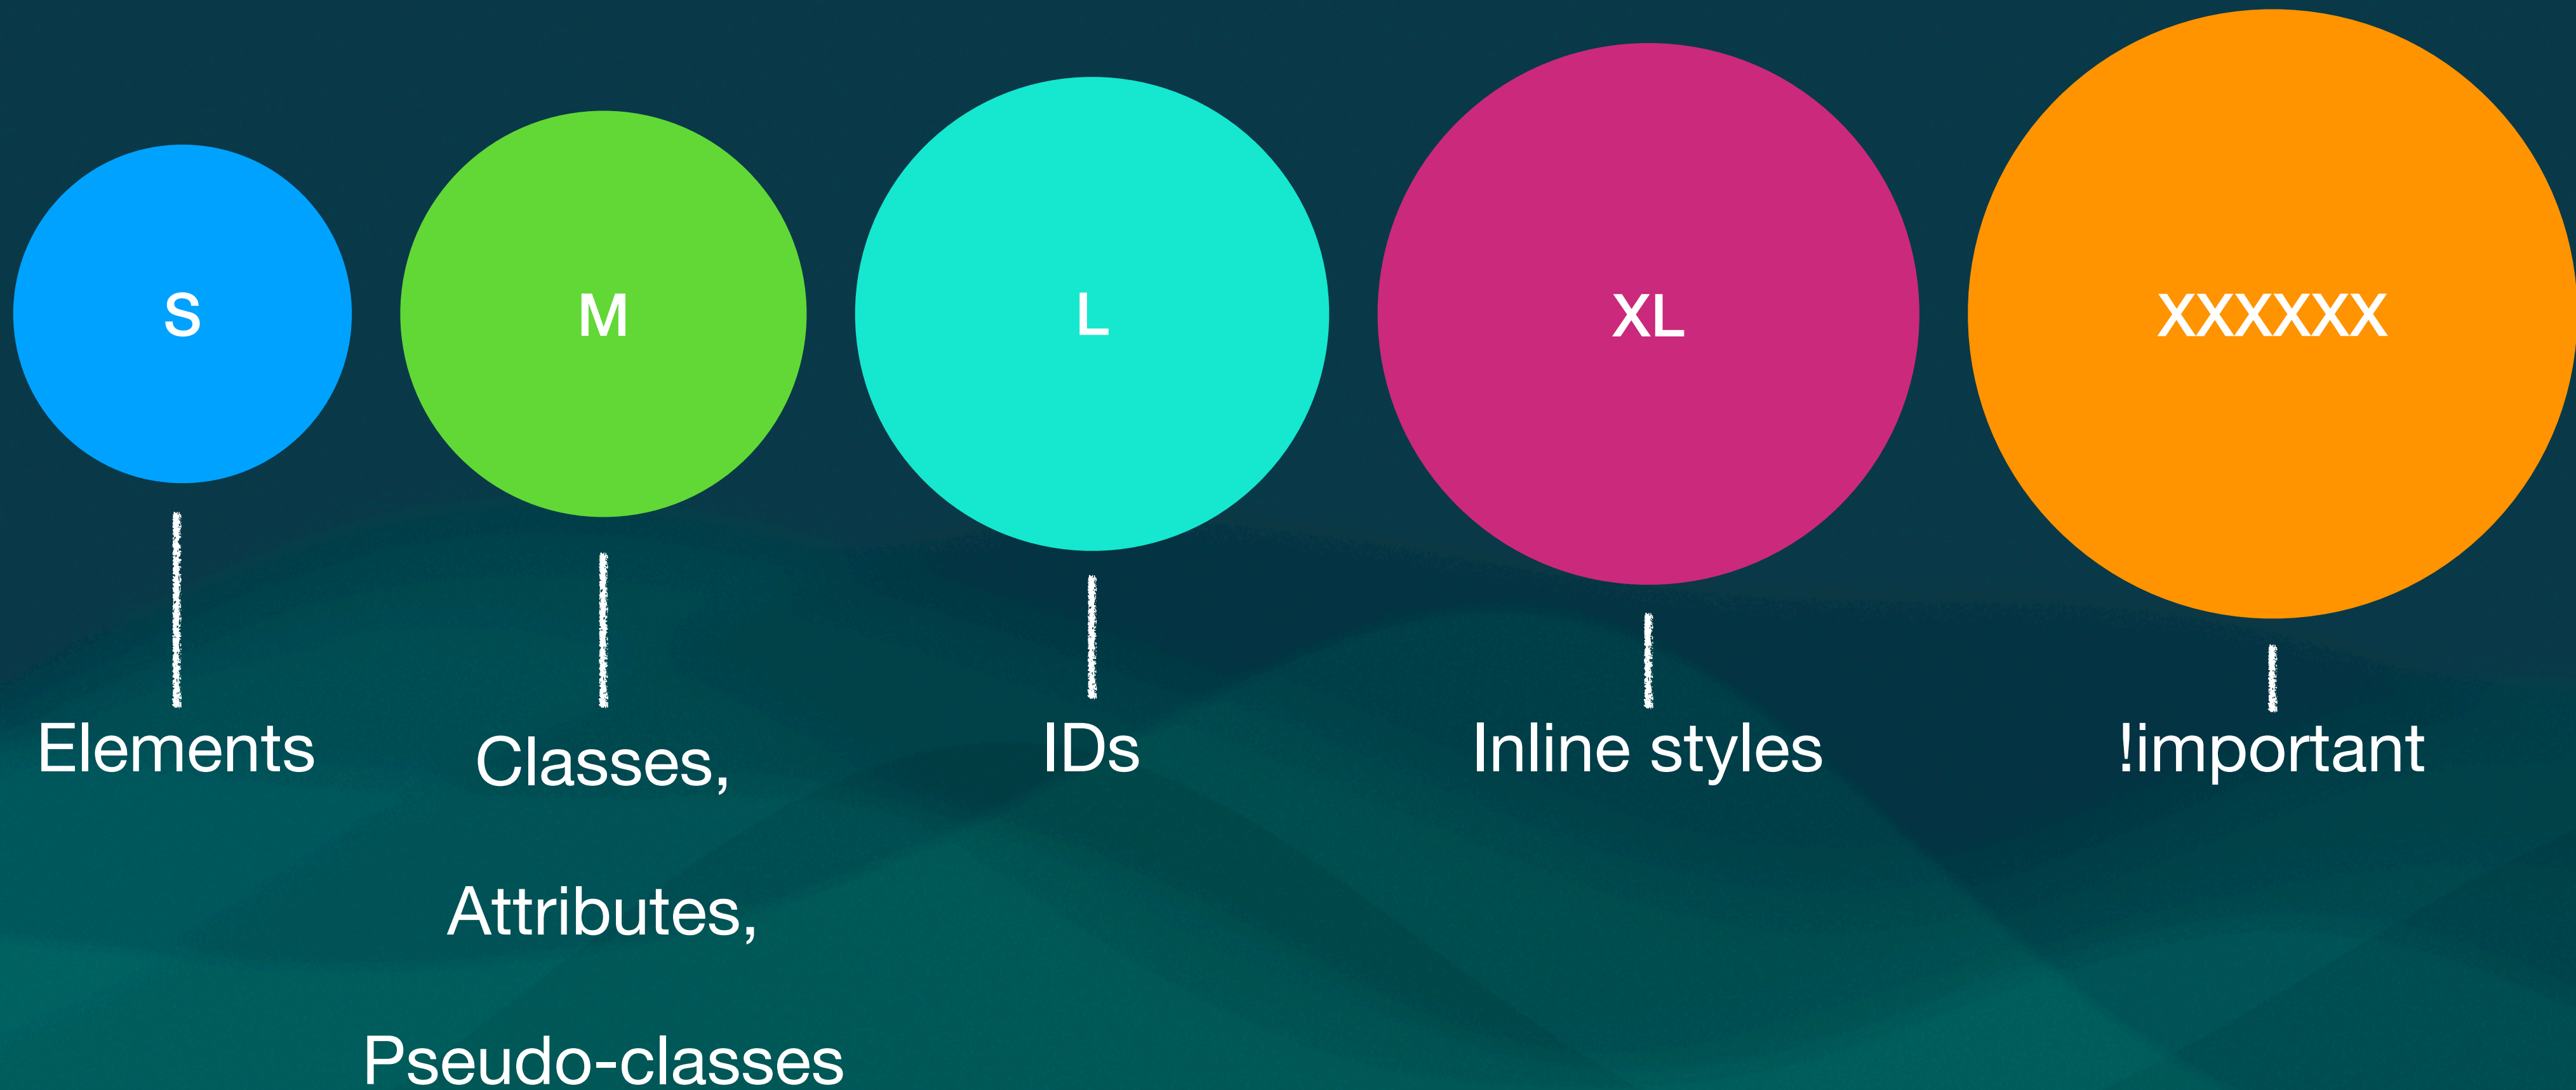 S
M
L
XL
XXXXXX
Elements
Classes,
Attributes,
Pseudo-classes
IDs
Inline styles
!important